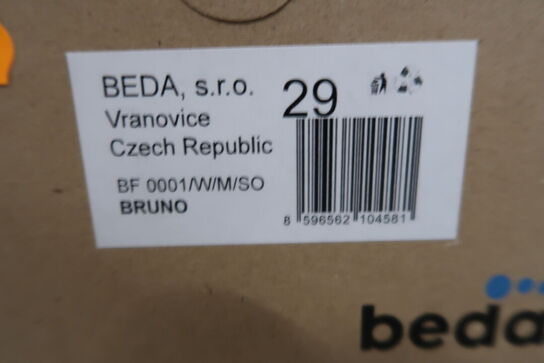 BEDA, s.r.o.
Vranovice
Czech Republic
29
BF 0001/W/M/SO
BRUNO
8 596562 104581
beda